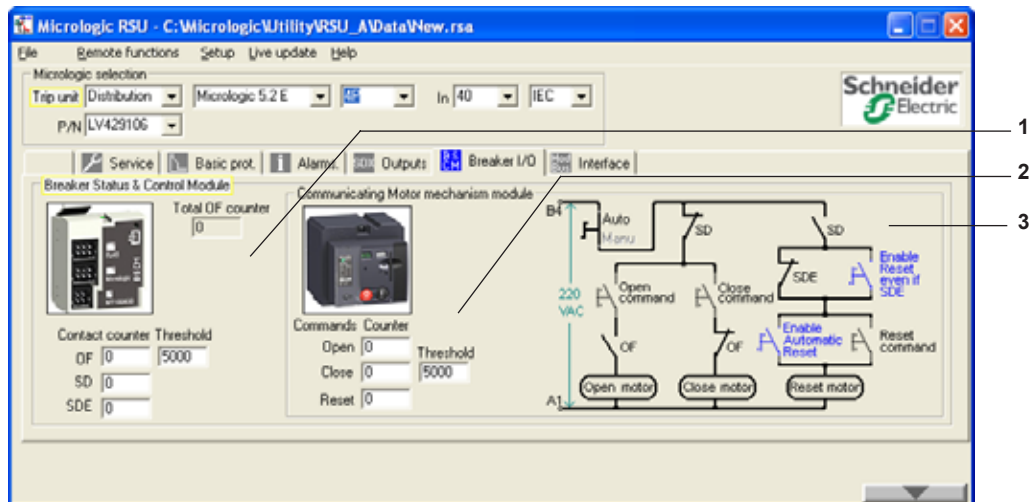 Micrologic RSU - C:\Micrologic\Utility\RSU_A\Data\New.rsa
File Remote functions Setup Live update Help
Micrologic selection
Trip unit Distribution Micrologic 5.2 E 4F In 40 IEC
P/N LV429106
Schneider
Electric
Service Basic prot. Alarms. Outputs Breaker I/O Interface
Breaker Status & Control Module
Total OF counter
0
Contact counter Threshold
OF 0 5000
SD 0
SDE 0
Communicating Motor mechanism module
Commands Counter
Open 0 Threshold
Close 0 5000
Reset 0
B4
Auto
Manu
SD
SD
SDE
Enable
Reset
even if
SDE
220
VAC
Open
command
Close
command
Enable
Automatic
Reset
Reset
command
OF
OF
Open motor
Close motor
Reset motor
A1
1
2
3